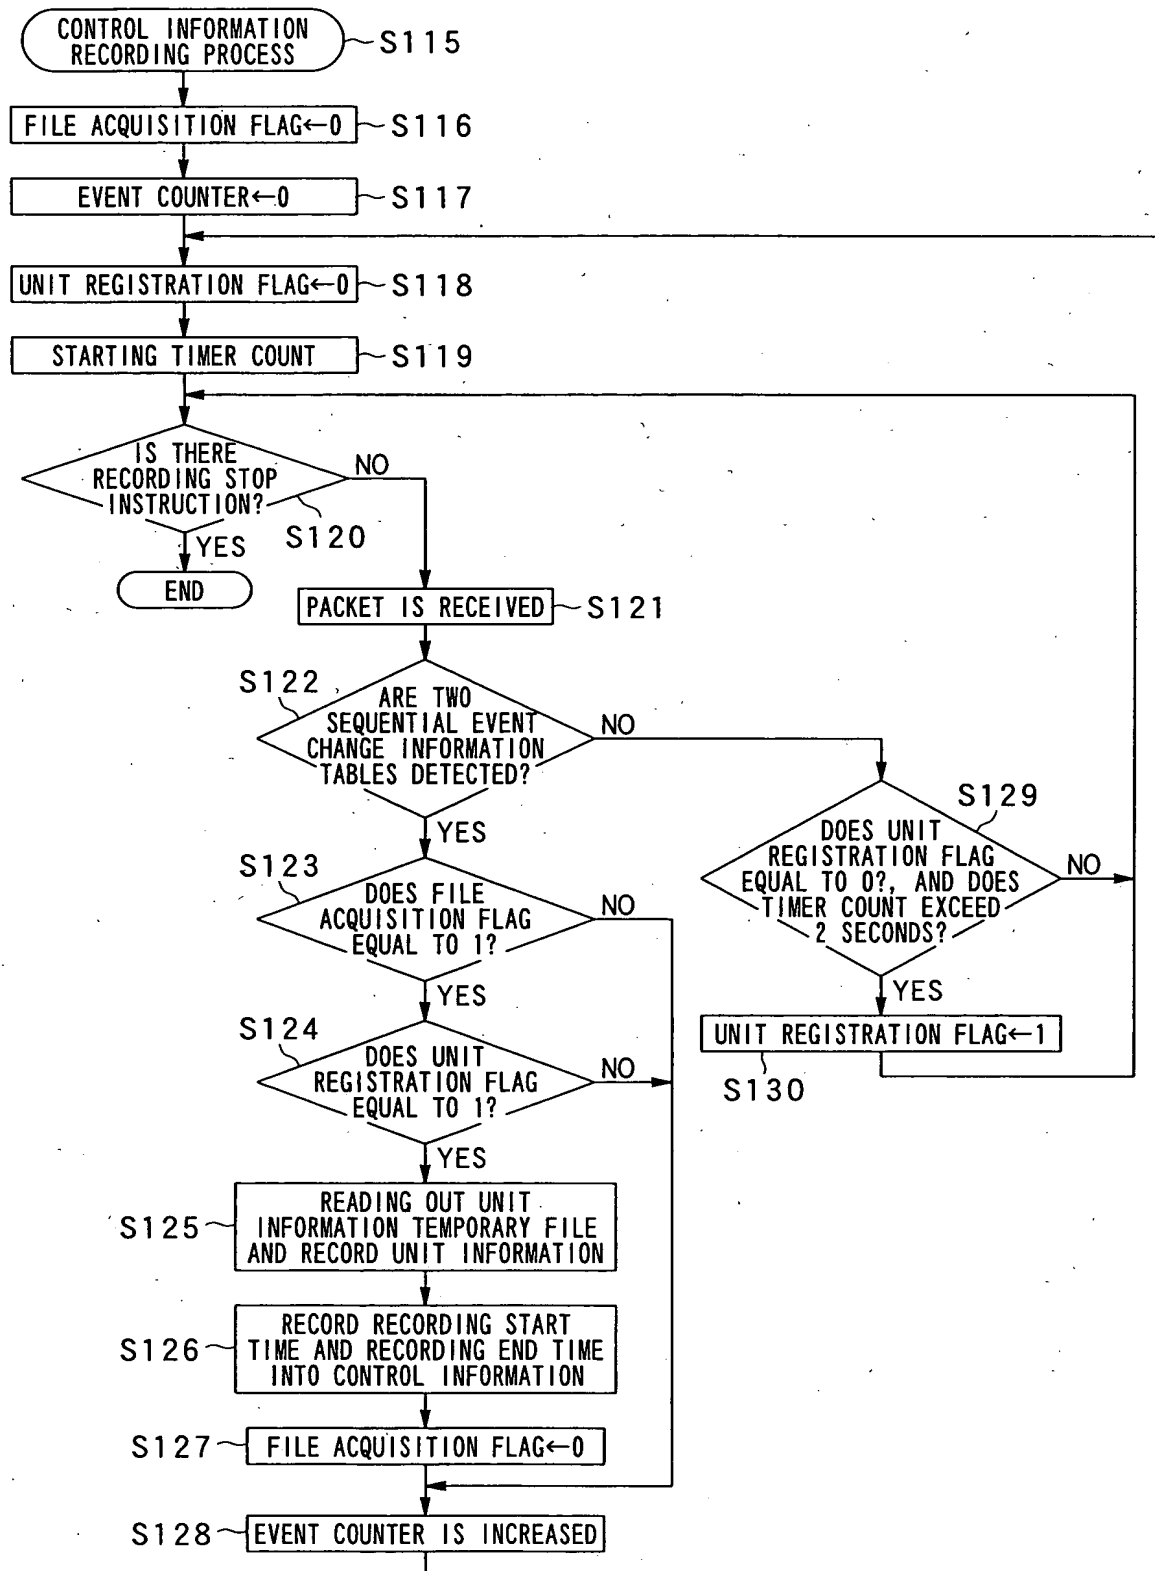 CONTROL INFORMATION
RECORDING PROCESS
S115
FILE ACQUISITION FLAG←0
S116
EVENT COUNTER←0
S117
UNIT REGISTRATION FLAG←0
S118
STARTING TIMER COUNT
S119
IS THERE
RECORDING STOP
INSTRUCTION?
NO
S120
YES
END
PACKET IS RECEIVED
S121
S122
ARE TWO
SEQUENTIAL EVENT
CHANGE INFORMATION
TABLES DETECTED?
NO
YES
S129
DOES UNIT
REGISTRATION FLAG
EQUAL TO 0?, AND DOES
TIMER COUNT EXCEED
2 SECONDS?
NO
YES
UNIT REGISTRATION FLAG←1
S130
S123
DOES FILE
ACQUISITION FLAG
EQUAL TO 1?
NO
YES
S124
DOES UNIT
REGISTRATION FLAG
EQUAL TO 1?
NO
YES
READING OUT UNIT
INFORMATION TEMPORARY FILE
AND RECORD UNIT INFORMATION
S125
RECORD RECORDING START
TIME AND RECORDING END TIME
INTO CONTROL INFORMATION
S126
S127
FILE ACQUISITION FLAG←0
S128
EVENT COUNTER IS INCREASED